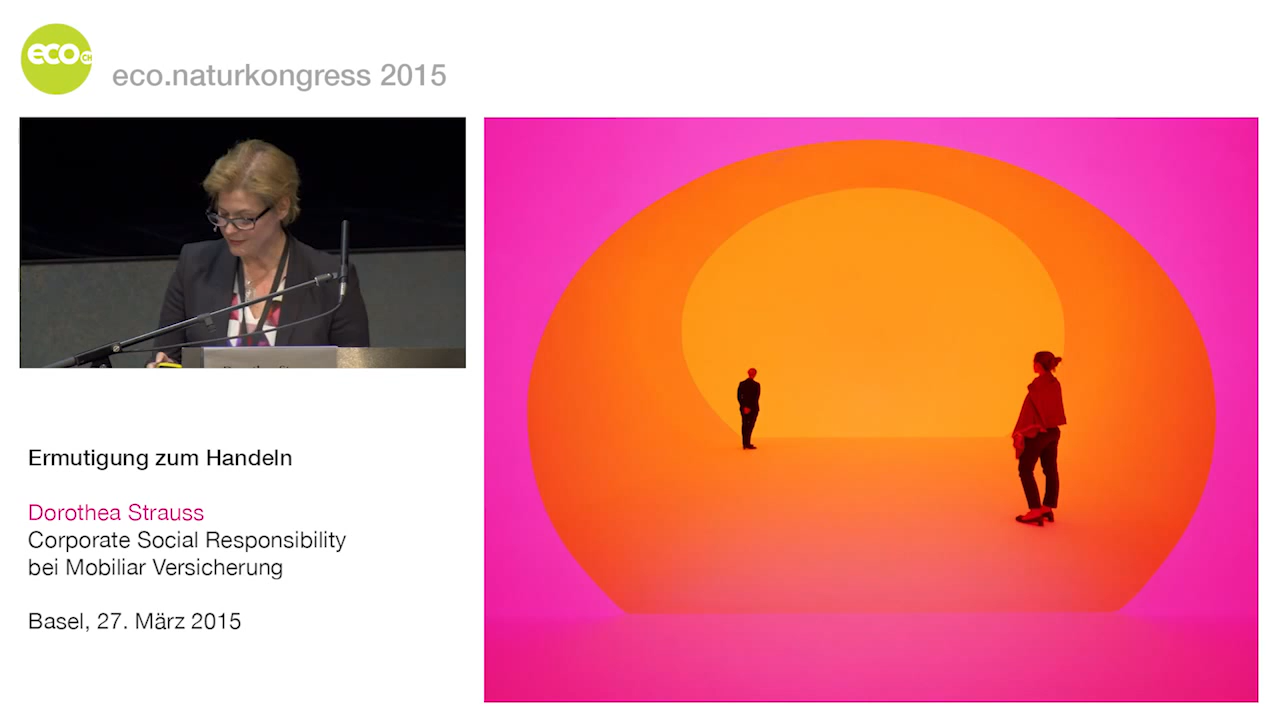 eco CH
eco.naturkongress 2015
Ermutigung zum Handeln
Dorothea Strauss
Corporate Social Responsibility
bei Mobiliar Versicherung
Basel, 27. März 2015